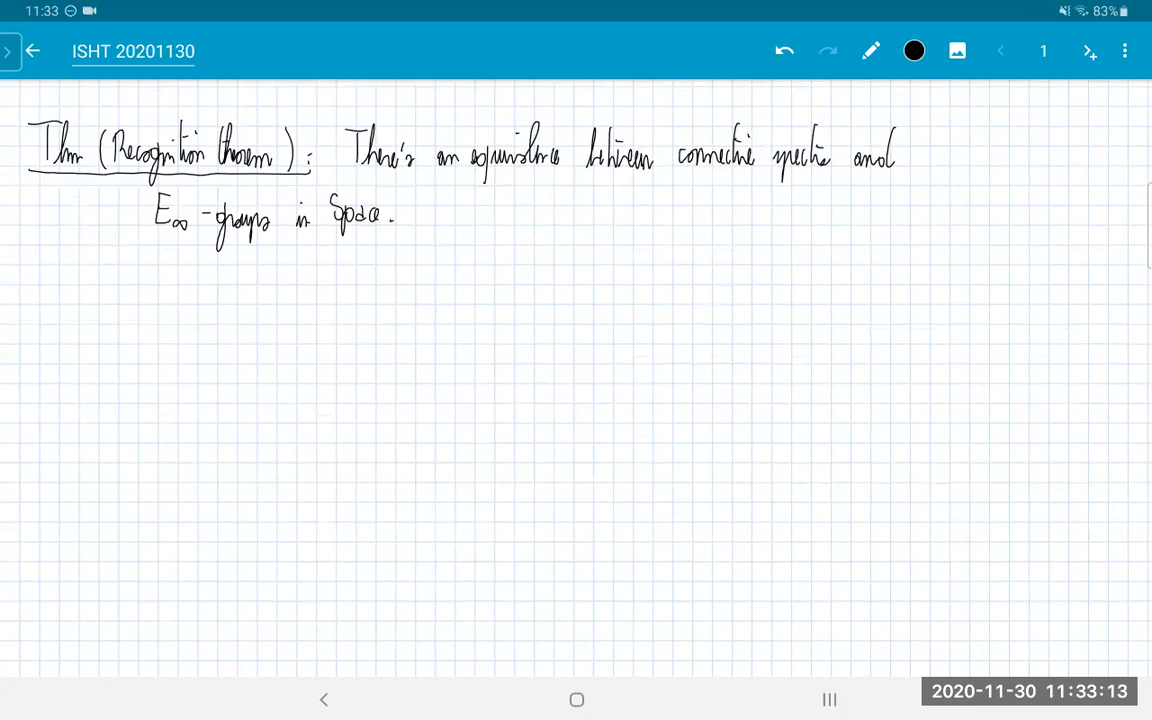 11:33
83%
ISHT 20201130
1
Thm (Recognition theorem): There's an equivalence between connective spectra and
E∞-groups in Space.
2020-11-30 11:33:13